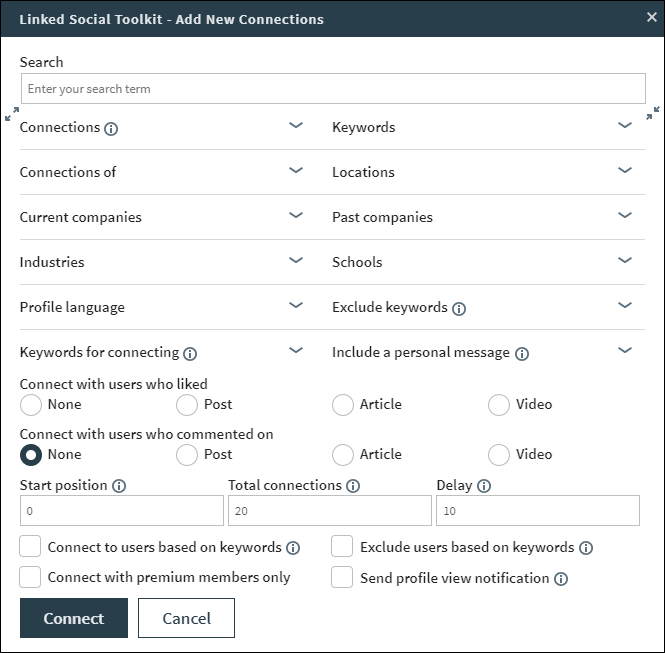 Linked Social Toolkit - Add New Connections
Search
Enter your search term
Connections Keywords
Connections of Locations
Current companies Past companies
Industries Schools
Profile language Exclude keywords
Keywords for connecting Include a personal message
Connect with users who liked
None Post Article Video
Connect with users who commented on
None Post Article Video
Start position Total connections Delay
0 20 10
Connect to users based on keywords Exclude users based on keywords
Connect with premium members only Send profile view notification
Connect Cancel